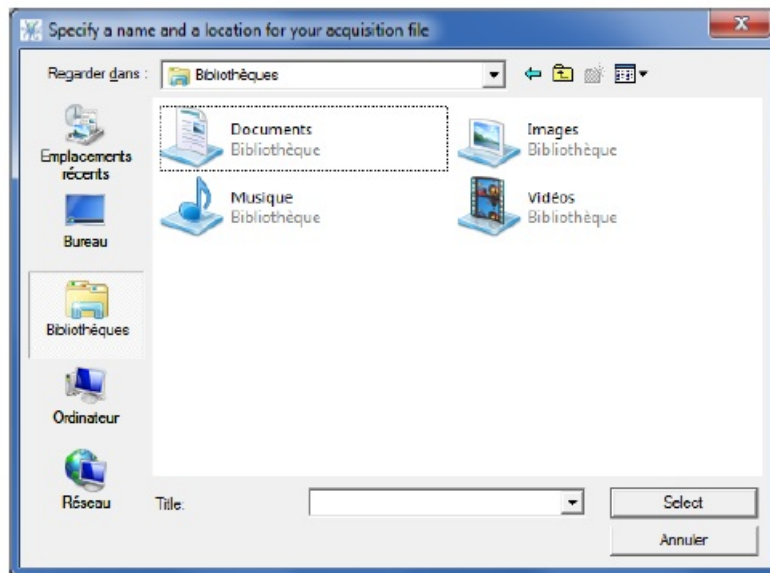 Specify a name and a location for your acquisition file
Regarder dans :
Bibliothèques
Emplacements
récents
Bureau
Bibliothèques
Ordinateur
Réseau
Documents
Bibliothèque
Images
Bibliothèque
Musique
Bibliothèque
Vidéos
Bibliothèque
Title:
Select
Annuler